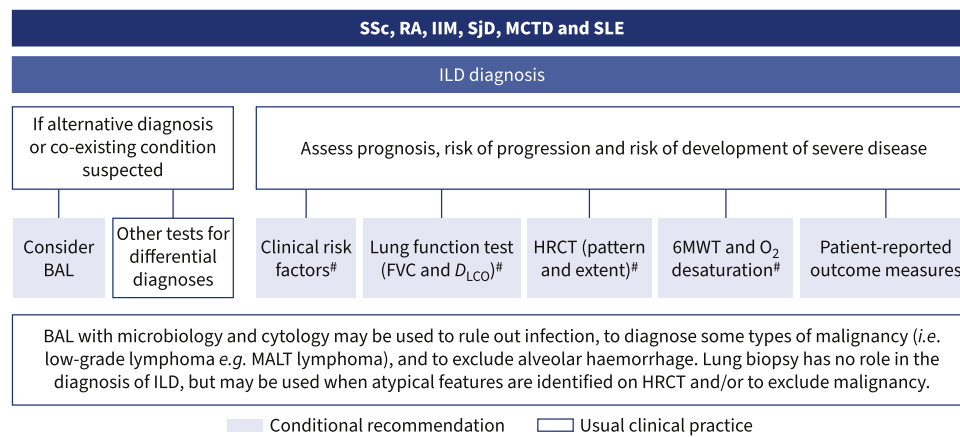 SSc, RA, IIM, SjD, MCTD and SLE
ILD diagnosis
If alternative diagnosis
or co-existing condition
suspected
Assess prognosis, risk of progression and risk of development of severe disease
Consider
BAL
Other tests for
differential
diagnoses
Clinical risk
factors#
Lung function test
(FVC and DLCO)#
HRCT (pattern
and extent)#
6MWT and O2
desaturation#
Patient-reported
outcome measures
BAL with microbiology and cytology may be used to rule out infection, to diagnose some types of malignancy (i.e.
low-grade lymphoma e.g. MALT lymphoma), and to exclude alveolar haemorrhage. Lung biopsy has no role in the
diagnosis of ILD, but may be used when atypical features are identified on HRCT and/or to exclude malignancy.
Conditional recommendation
Usual clinical practice